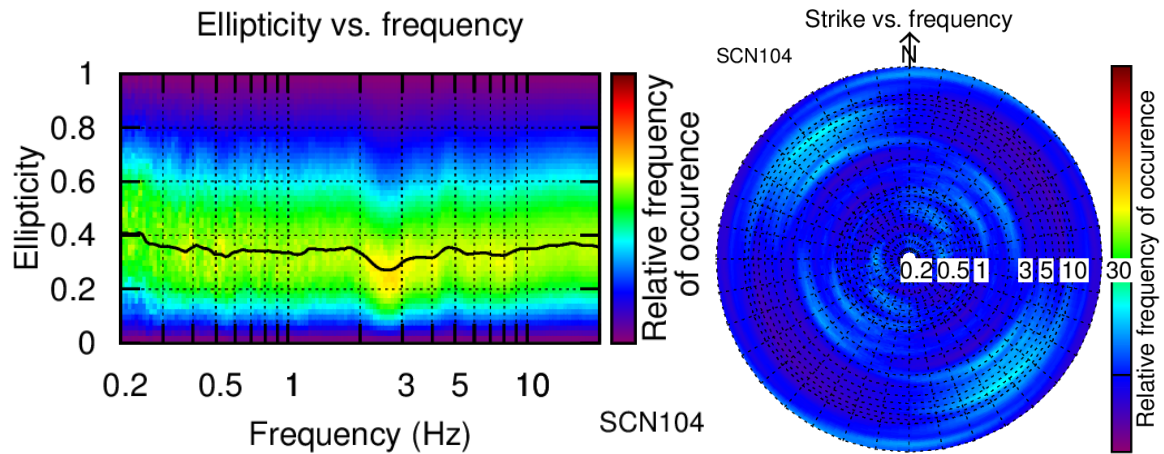 Ellipticity vs. frequency
1
0.8
0.6
0.4
0.2
0
Ellipticity
0.2 0.5 1 3 5 10
Frequency (Hz)
SCN104
Relative frequency
of occurence
Strike vs. frequency
SCN104
N
0.2 0.5 1 3 5 10 30
Relative frequency of occurence